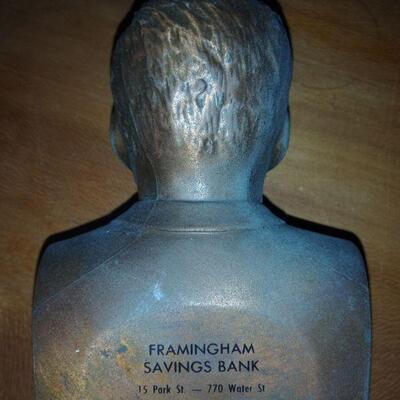 FRAMINGHAM
SAVINGS BANK
15 Park St. — 770 Water St